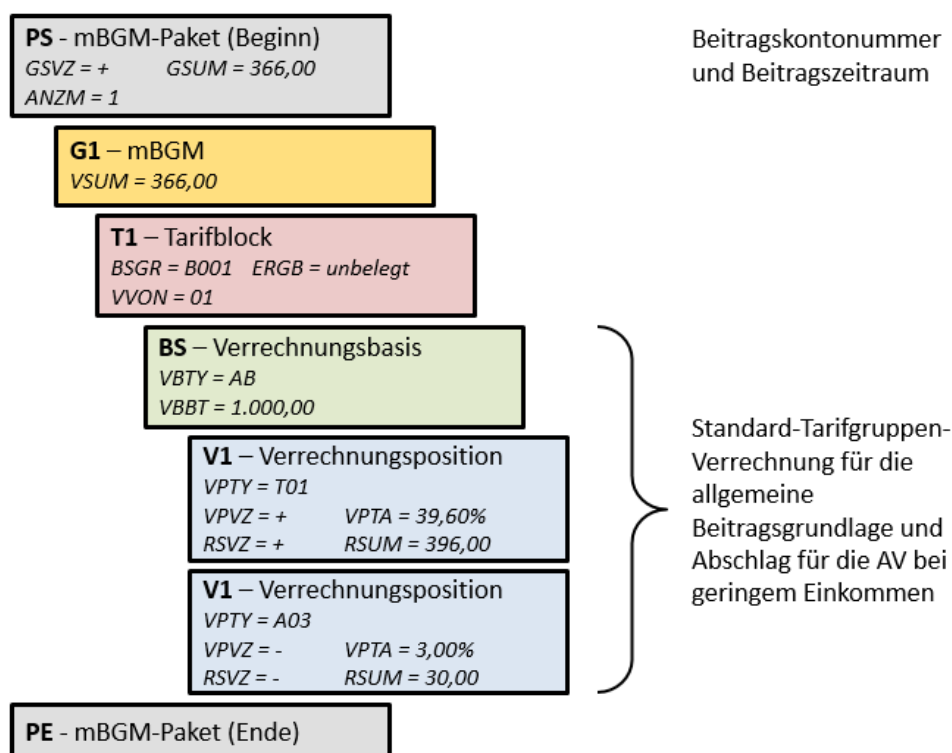 PS - mBGM-Paket (Beginn)
GSVZ = + GSUM = 366,00
ANZM = 1
Beitragskontonummer
und Beitragszeitraum
G1 – mBGM
VSUM = 366,00
T1 – Tarifblock
BSGR = B001 ERGB = unbelegt
VVON = 01
BS – Verrechnungsbasis
VBTY = AB
VBBT = 1.000,00
V1 – Verrechnungsposition
VPTY = T01
VPVZ = + VPTA = 39,60%
RSVZ = + RSUM = 396,00
V1 – Verrechnungsposition
VPTY = A03
VPVZ = - VPTA = 3,00%
RSVZ = - RSUM = 30,00
Standard-Tarifgruppen-
Verrechnung für die
allgemeine
Beitragsgrundlage und
Abschlag für die AV bei
geringem Einkommen
PE - mBGM-Paket (Ende)